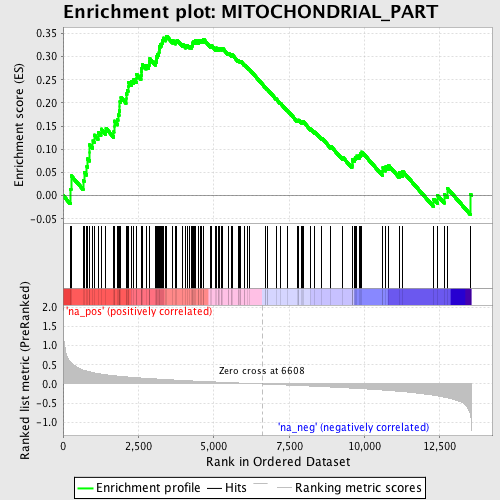 Enrichment plot: MITOCHONDRIAL_PART
Enrichment score (ES)
0.35
0.30
0.25
0.20
0.15
0.10
0.05
0.00
-0.05
'na_pos' (positively correlated)
2.0
1.5
1.0
0.5
0.0
-0.5
-1.0
Ranked list metric (PreRanked)
Zero cross at 6608
'na_neg' (negatively correlated)
0 2,500 5,000 7,500 10,000 12,500
Rank in Ordered Dataset
Enrichment profile Hits Ranking metric scores